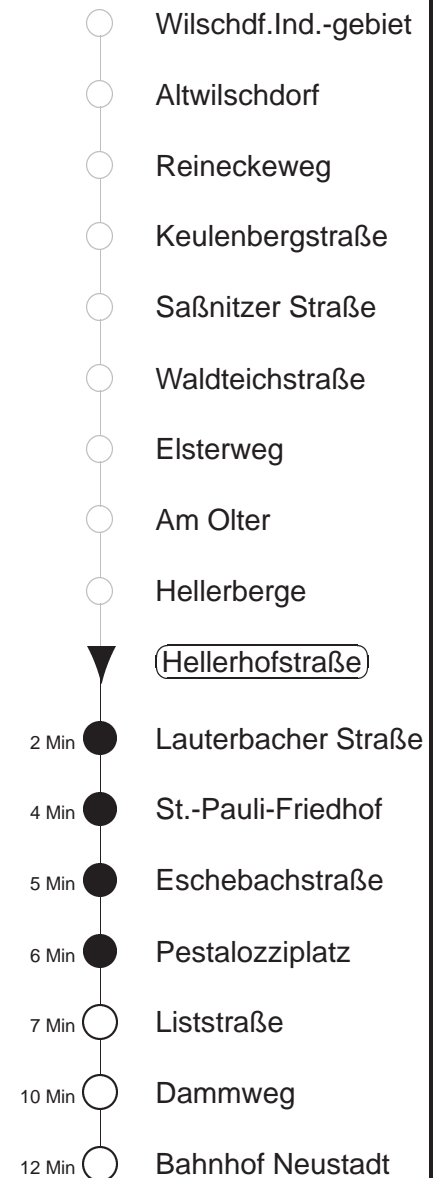 Wilschdf.Ind.-gebiet
Altwilschdorf
Reineckeweg
Keulenbergstraße
Saßnitzer Straße
Waldteichstraße
Elsterweg
Am Olter
Hellerberge
Hellerhofstraße
2 Min Lauterbacher Straße
4 Min St.-Pauli-Friedhof
5 Min Eschebachstraße
6 Min Pestalozziplatz
7 Min Liststraße
10 Min Dammweg
12 Min Bahnhof Neustadt